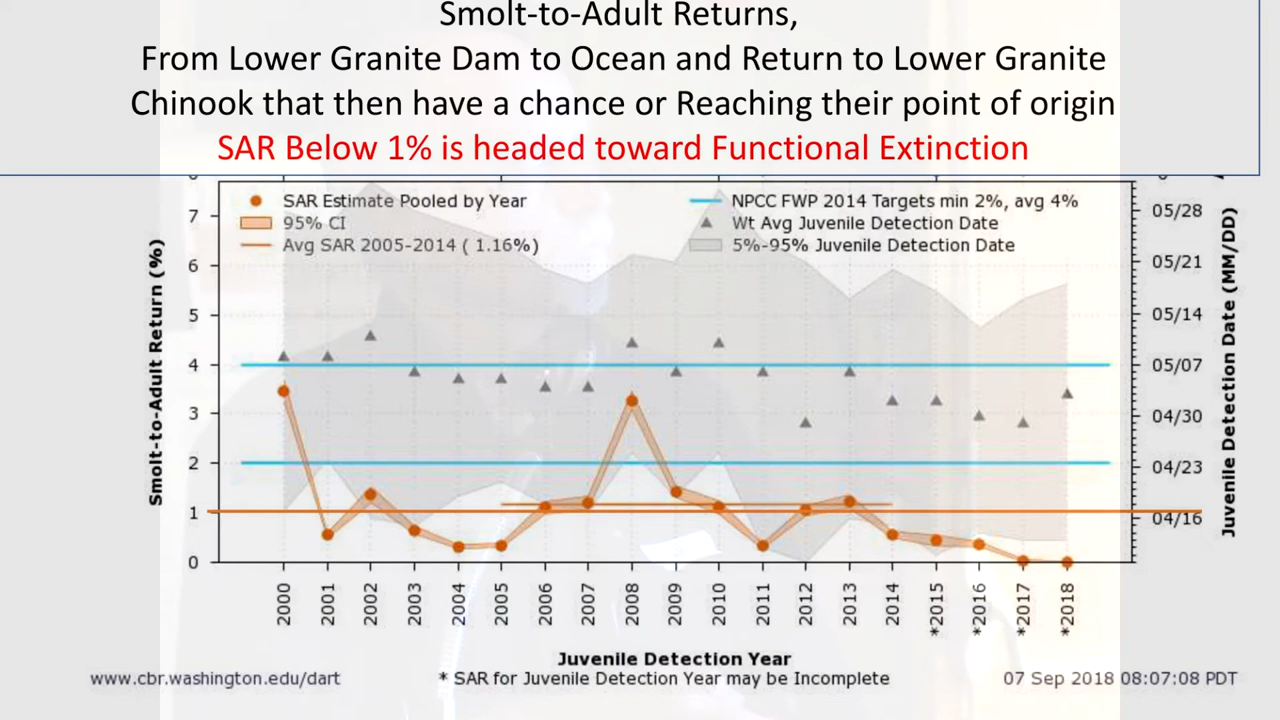 Smolt-to-Adult Returns,
From Lower Granite Dam to Ocean and Return to Lower Granite
Chinook that then have a chance or Reaching their point of origin
SAR Below 1% is headed toward Functional Extinction
SAR Estimate Pooled by Year
95% CI
Avg SAR 2005-2014 ( 1.16%)
NPCC FWP 2014 Targets min 2%, avg 4%
Wt Avg Juvenile Detection Date
5%-95% Juvenile Detection Date
Smolt-to-Adult Return (%)
7
6
5
4
3
2
1
0
05/28
05/21
05/14
05/07
04/30
04/23
04/16
Juvenile Detection Date (MM/DD)
2000 2001 2002 2003 2004 2005 2006 2007 2008 2009 2010 2011 2012 2013 2014 *2015 *2016 *2017 *2018
Juvenile Detection Year
www.cbr.washington.edu/dart
* SAR for Juvenile Detection Year may be Incomplete
07 Sep 2018 08:07:08 PDT